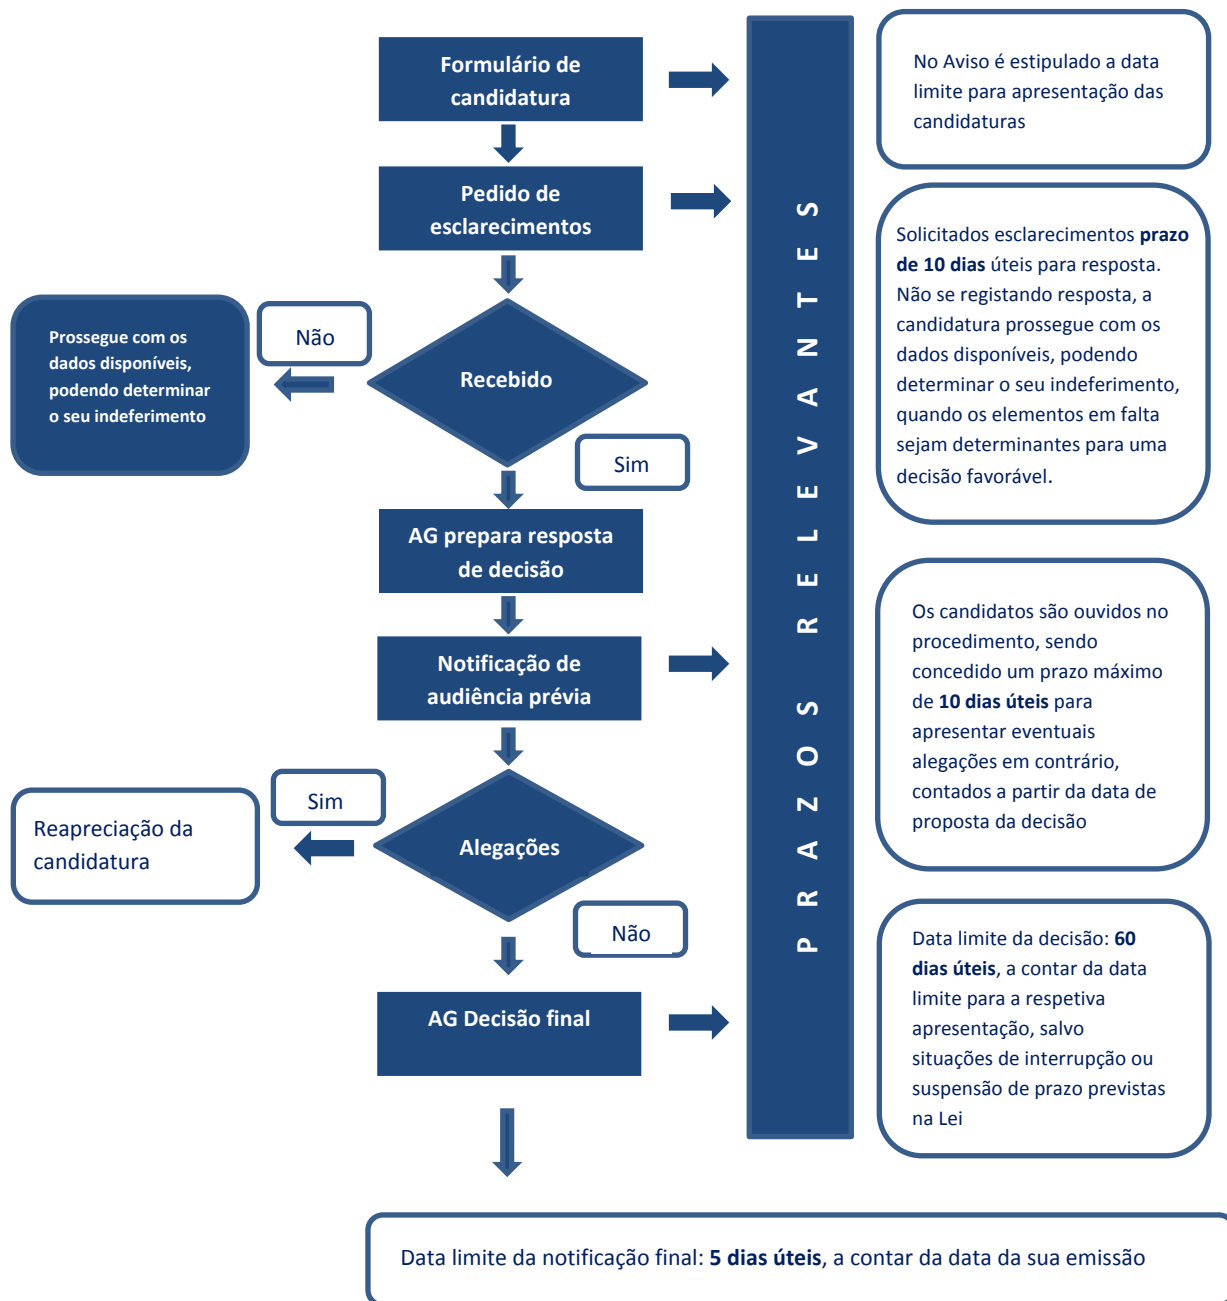 Formulário de
candidatura
No Aviso é estipulado a data
limite para apresentação das
candidaturas
Pedido de
esclarecimentos
Solicitados esclarecimentos prazo
de 10 dias úteis para resposta.
Não se registando resposta, a
candidatura prossegue com os
dados disponíveis, podendo
determinar o seu indeferimento,
quando os elementos em falta
sejam determinantes para uma
decisão favorável.
Prossegue com os
dados disponíveis,
podendo determinar
o seu indeferimento
Não
Recebido
Sim
AG prepara resposta
de decisão
Notificação de
audiência prévia
Os candidatos são ouvidos no
procedimento, sendo
concedido um prazo máximo
de 10 dias úteis para
apresentar eventuais
alegações em contrário,
contados a partir da data de
proposta da decisão
Reapreciação da
candidatura
Sim
Alegações
Não
AG Decisão final
Data limite da decisão: 60
dias úteis, a contar da data
limite para a respetiva
apresentação, salvo
situações de interrupção ou
suspensão de prazo previstas
na Lei
PRAZOS RELEVANTES
Data limite da notificação final: 5 dias úteis, a contar da data da sua emissão